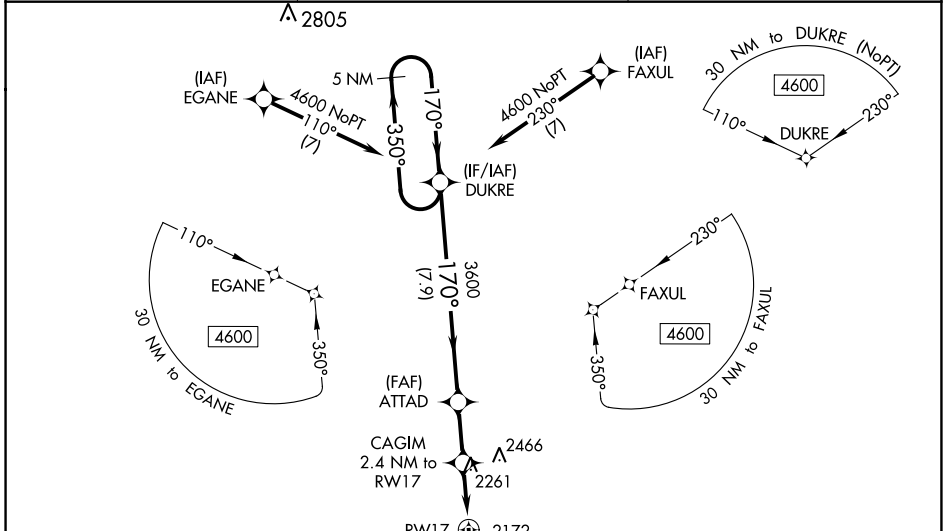 2805
(IAF)
EGANE
4600 NoPT
110°
(7)
5 NM
350°
170°
(IAF)
FAXUL
4600 NoPT
230°
(7)
(IF/IAF)
DUKRE
30 NM to DUKRE (NoPT)
4600
110°
230°
DUKRE
110°
EGANE
4600
350°
30 NM to EGANE
3600
170°
(7.9)
230°
FAXUL
4600
350°
30 NM to FAXUL
(FAF)
ATTAD
CAGIM
2.4 NM to
RW17
2466
2261
RW17
2172